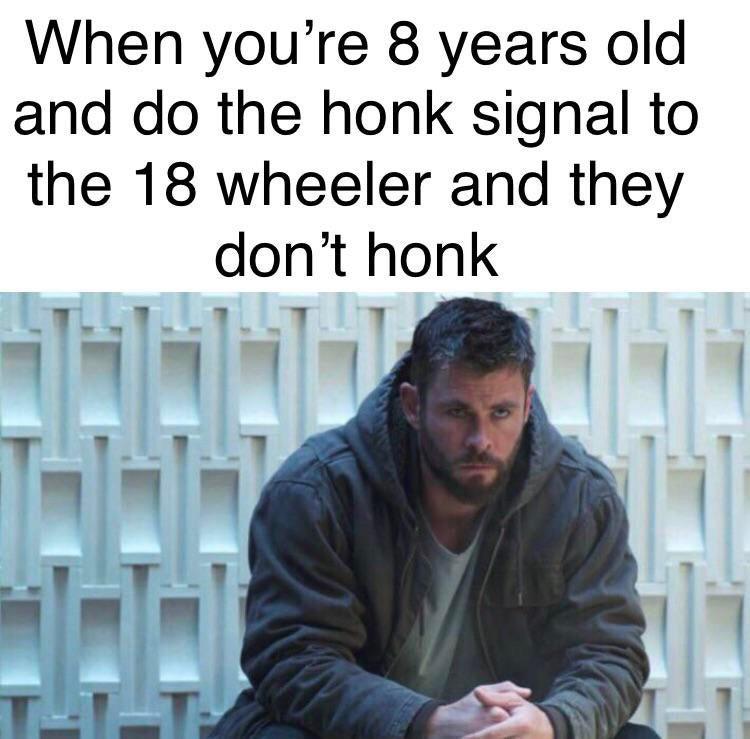 When you’re 8 years old
and do the honk signal to
the 18 wheeler and they
don’t honk